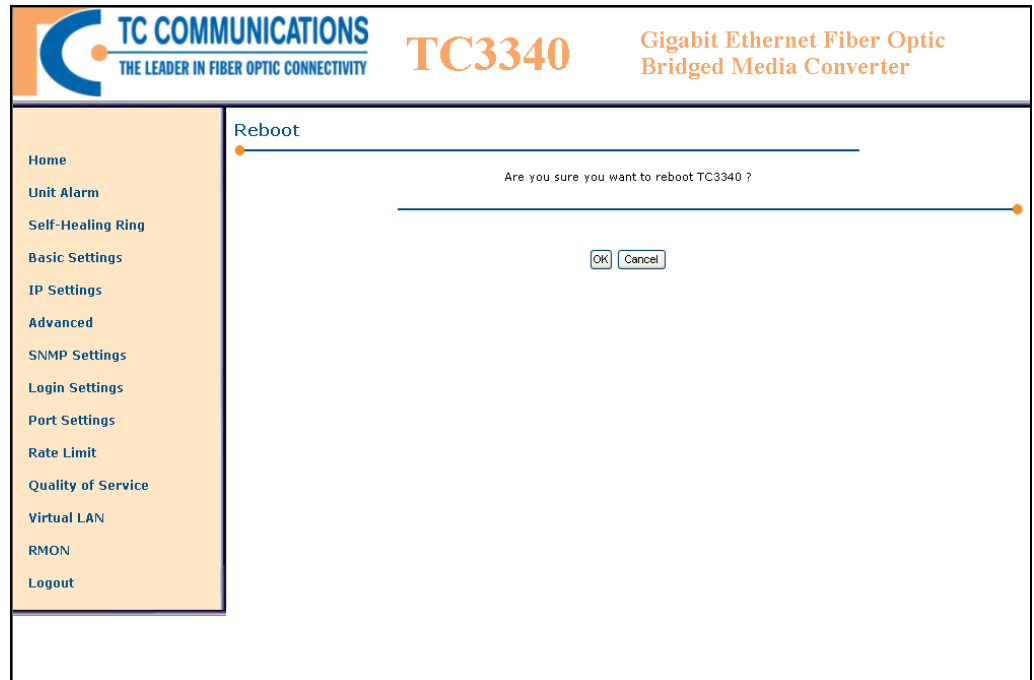 TC COMMUNICATIONS
THE LEADER IN FIBER OPTIC CONNECTIVITY
TC3340
Gigabit Ethernet Fiber Optic
Bridged Media Converter
Home
Unit Alarm
Self-Healing Ring
Basic Settings
IP Settings
Advanced
SNMP Settings
Login Settings
Port Settings
Rate Limit
Quality of Service
Virtual LAN
RMON
Logout
Reboot
Are you sure you want to reboot TC3340 ?
OK Cancel